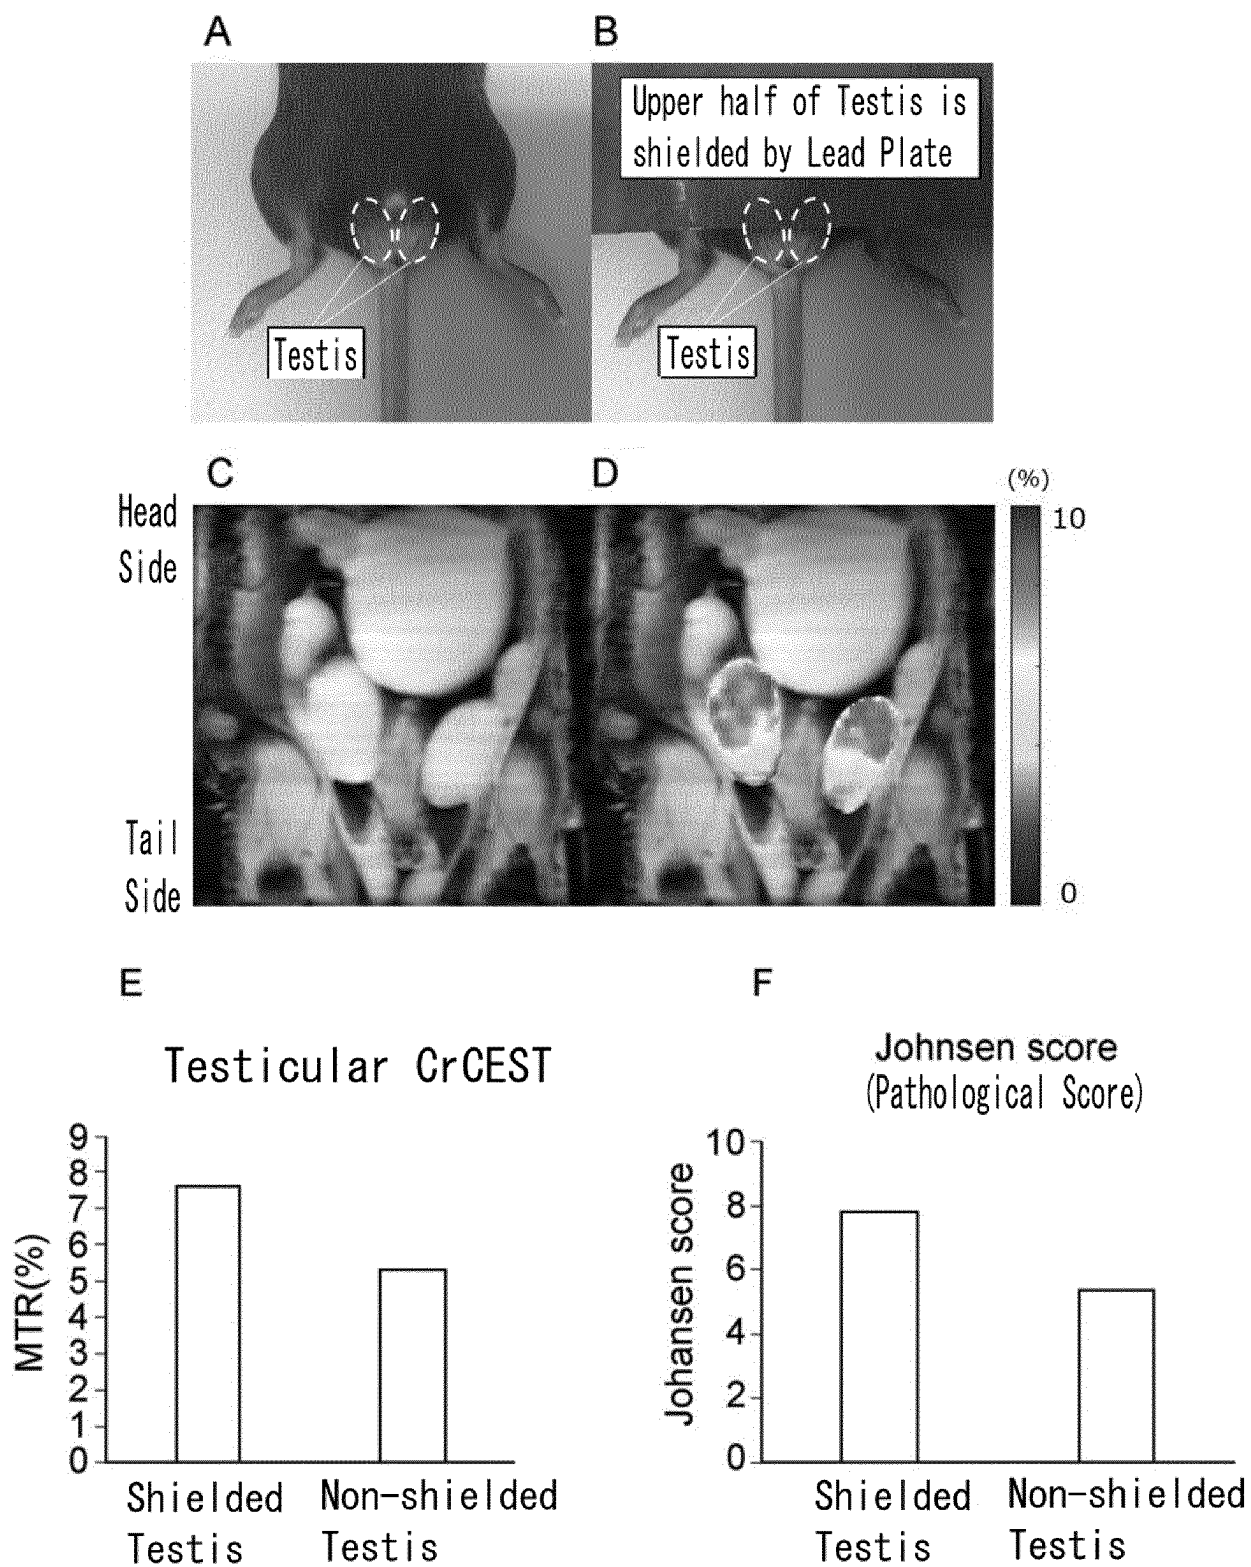 A
B
Upper half of Testis is
shielded by Lead Plate
Testis
Testis
C
D
(%)
Head
Side
10
Tail
Side
0
E
F
Testicular CrCEST
Johnsen score
(Pathological Score)
MTR(%)
9
8
7
6
5
4
3
2
1
0
Shielded
Testis
Non-shielded
Testis
Johansen score
10
8
6
4
2
0
Shielded
Testis
Non-shielded
Testis